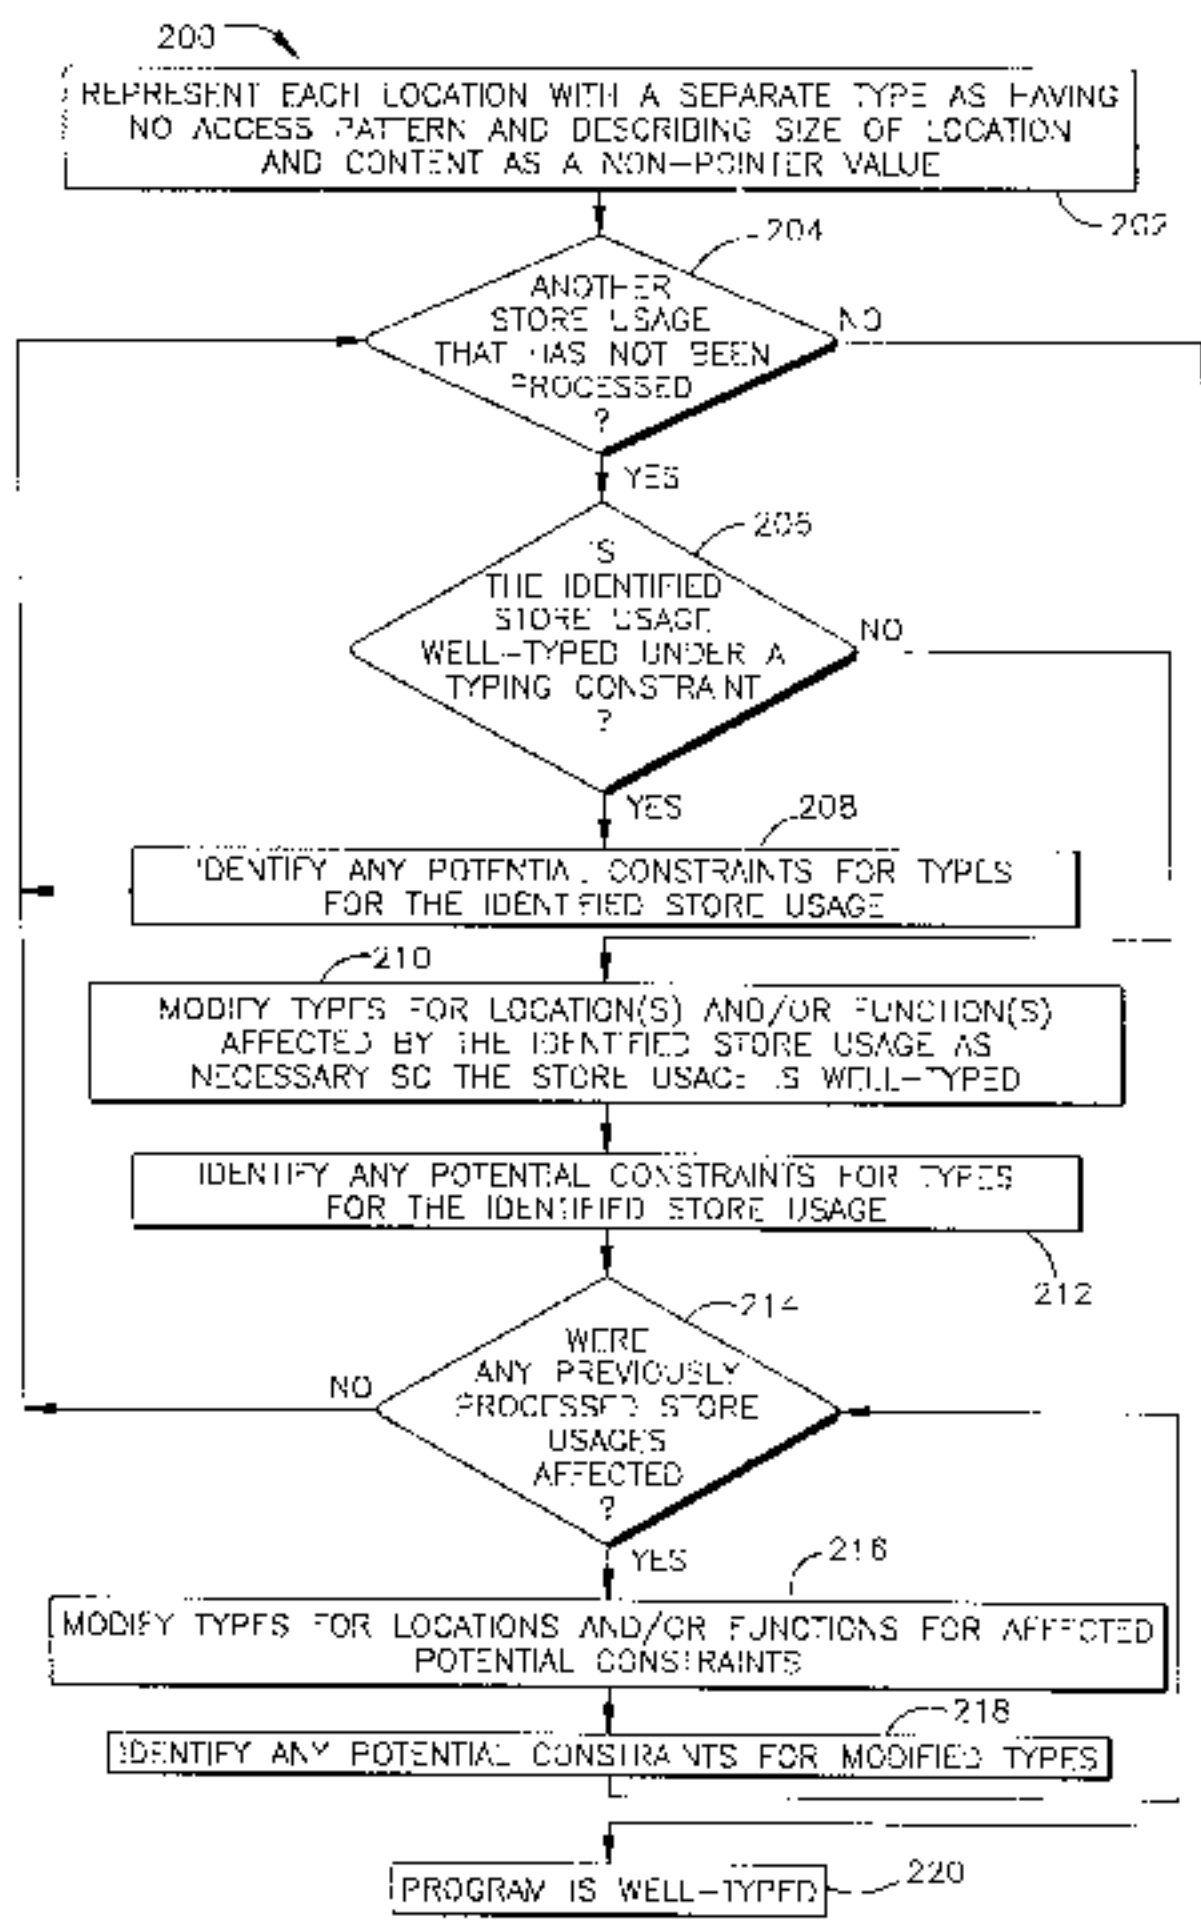 200
REPRESENT EACH LOCATION WITH A SEPARATE TYPE AS HAVING
NO ACCESS PATTERN AND DESCRIBING SIZE OF LOCATION
AND CONTENT AS A NON-POINTER VALUE
202
204
ANOTHER
STORE USAGE
THAT HAS NOT BEEN
PROCESSED
?
NO
YES
206
IS
THE IDENTIFIED
STORE USAGE
WELL-TYPED UNDER A
TYPING CONSTRAINT
?
NO
YES
208
IDENTIFY ANY POTENTIAL CONSTRAINTS FOR TYPES
FOR THE IDENTIFIED STORE USAGE
210
MODIFY TYPES FOR LOCATION(S) AND/OR FUNCTION(S)
AFFECTED BY THE IDENTIFIED STORE USAGE AS
NECESSARY SO THE STORE USAGE IS WELL-TYPED
IDENTIFY ANY POTENTIAL CONSTRAINTS FOR TYPES
FOR THE IDENTIFIED STORE USAGE
212
214
WERE
ANY PREVIOUSLY
PROCESSED STORE
USAGES
AFFECTED
?
NO
YES
216
MODIFY TYPES FOR LOCATIONS AND/OR FUNCTIONS FOR AFFECTED
POTENTIAL CONSTRAINTS
218
IDENTIFY ANY POTENTIAL CONSTRAINTS FOR MODIFIED TYPES
PROGRAM IS WELL-TYPED
220